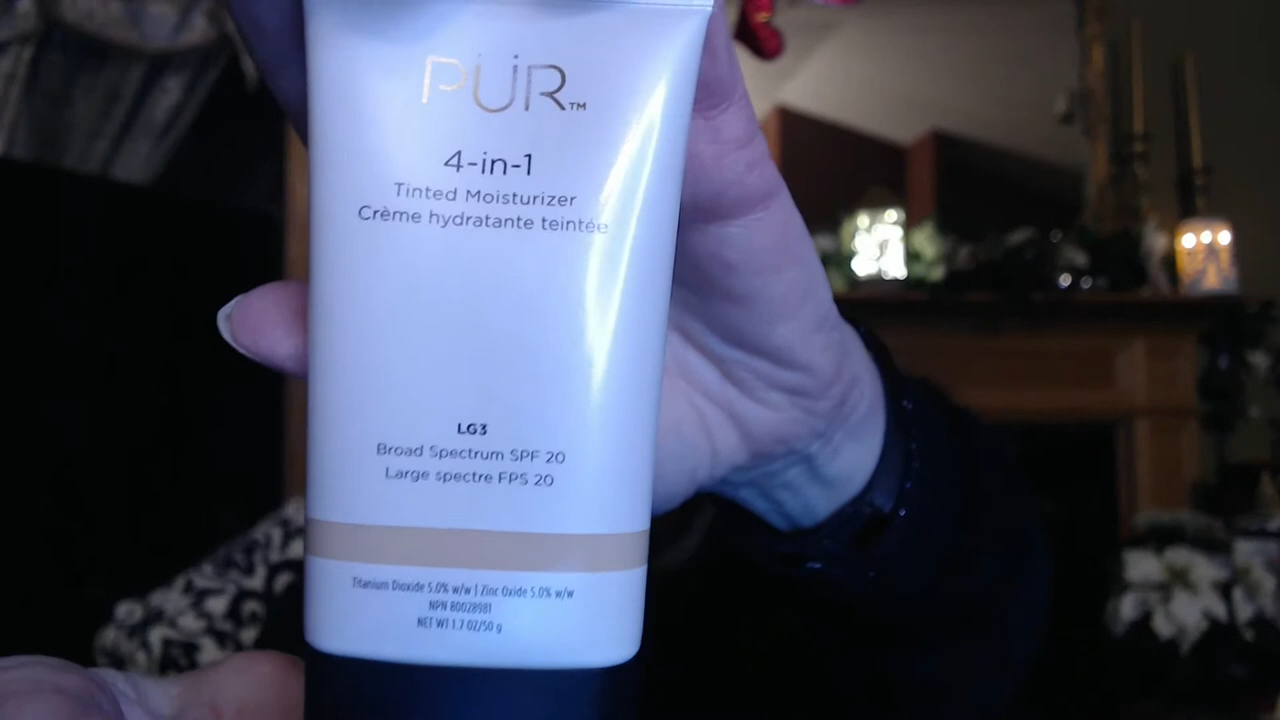 PÜR™
4-in-1
Tinted Moisturizer
Crème hydratante teintée
LG3
Broad Spectrum SPF 20
Large spectre FPS 20
Titanium Dioxide 5.0% w/w | Zinc Oxide 5.0% w/w
NPN 80028981
NET WT 1.7 OZ/50 g